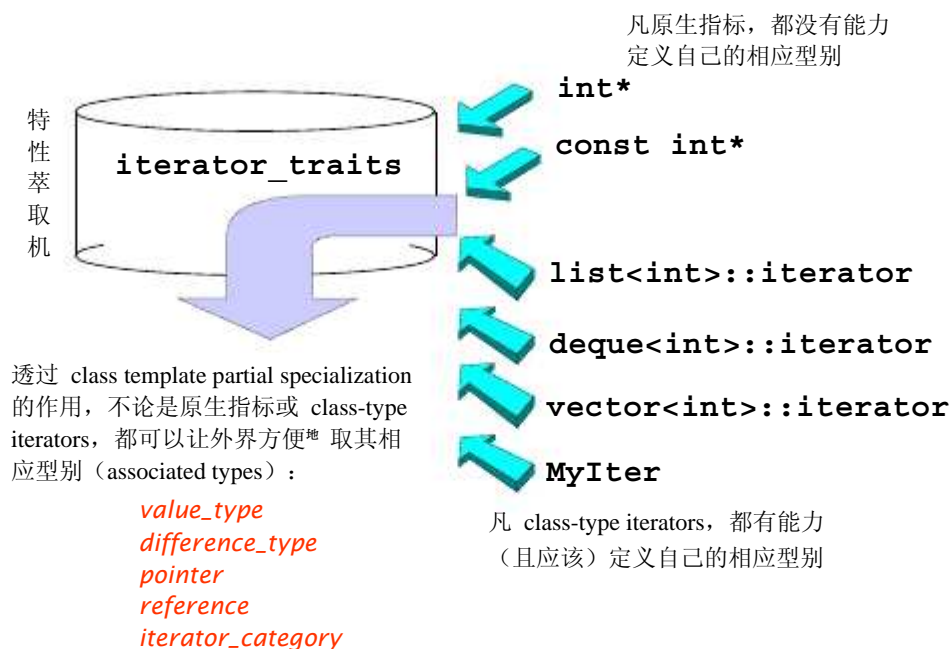 凡原生指标，都没有能力
定义自己的相应型别
int*
const int*
特
性
萃
取
机
iterator_traits
list<int>::iterator
deque<int>::iterator
vector<int>::iterator
MyIter
透过 class template partial specialization
的作用，不论是原生指标或 class-type
iterators，都可以让外界方便地 取其相
应型别（associated types）：
value_type
difference_type
pointer
reference
iterator_category
凡 class-type iterators，都有能力
（且应该）定义自己的相应型别